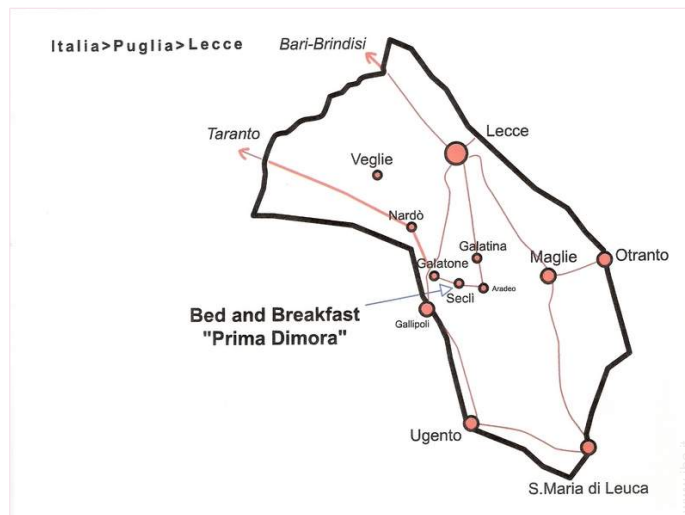 Italia>Puglia>Lecce
Bari-Brindisi
Lecce
Taranto
Veglie
Nardò
Galatina
Galatone
Maglie
Otranto
Seclì
Aradeo
Bed and Breakfast
"Prima Dimora"
Gallipoli
Ugento
S.Maria di Leuca